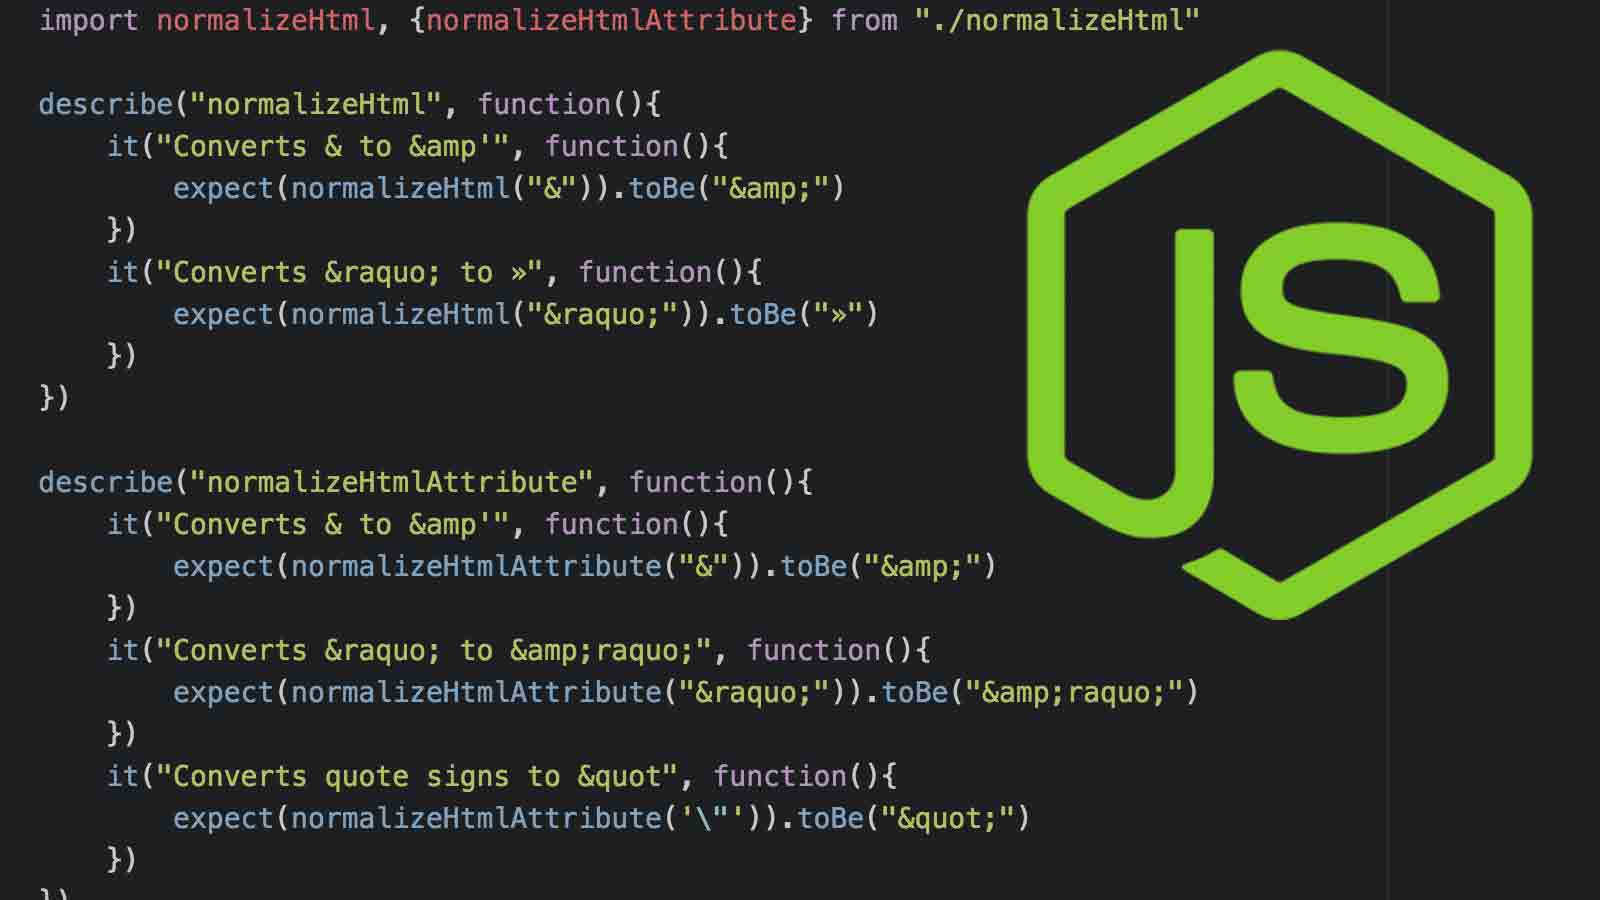 import normalizeHtml, {normalizeHtmlAttribute} from "./normalizeHtml"
describe("normalizeHtml", function(){
it("Converts & to &amp'", function(){
expect(normalizeHtml("&")).toBe("&amp;")
})
it("Converts &raquo; to »", function(){
expect(normalizeHtml("&raquo;")).toBe("»")
})
})
describe("normalizeHtmlAttribute", function(){
it("Converts & to &amp'", function(){
expect(normalizeHtmlAttribute("&")).toBe("&amp;")
})
it("Converts &raquo; to &amp;raquo;", function(){
expect(normalizeHtmlAttribute("&raquo;")).toBe("&amp;raquo;")
})
it("Converts quote signs to &quot", function(){
expect(normalizeHtmlAttribute('\"')).toBe("&quot;")
})
})
JS